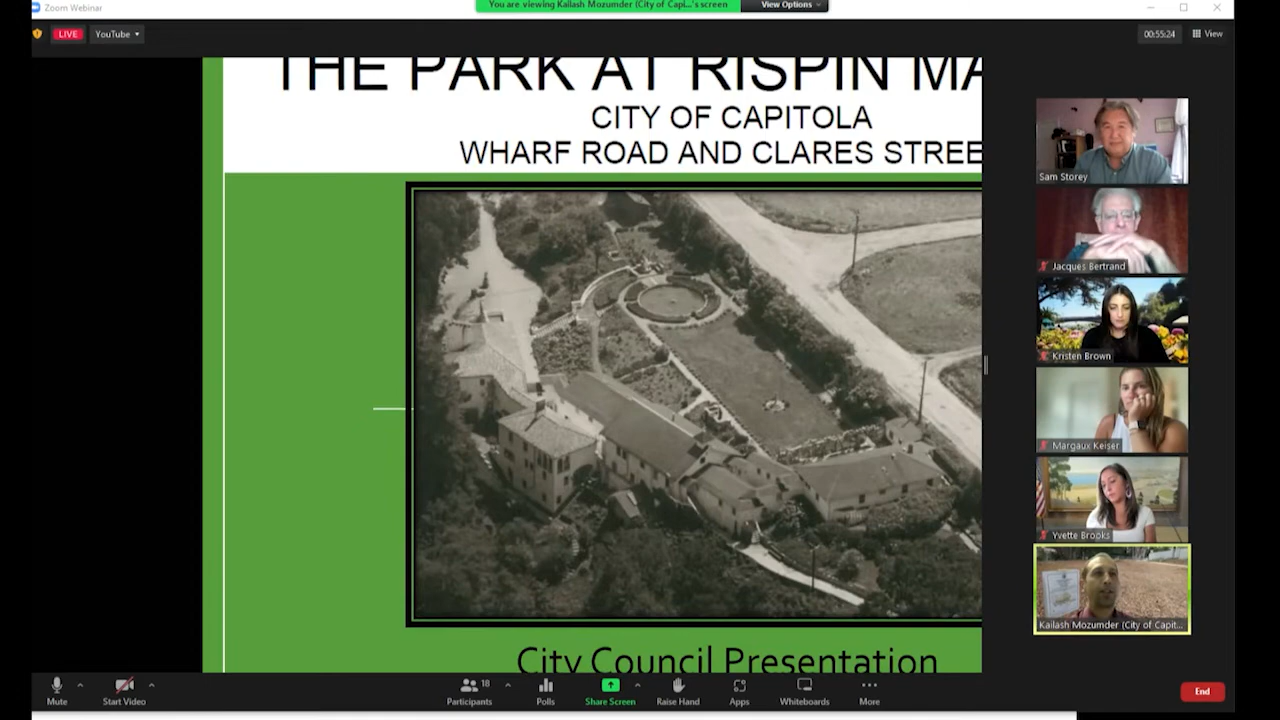 Zoom Webinar
You are viewing Kailash Mozumder (City of Capi...'s screen
View Options
LIVE
YouTube
00:55:24
View
THE PARK AT RISPIN MA
CITY OF CAPITOLA
WHARF ROAD AND CLARES STREE
City Council Presentation
Sam Storey
Jacques Bertrand
Kristen Brown
Margaux Keiser
Yvette Brooks
Kailash Mozumder (City of Capit...
Mute
Start Video
18
Participants
Polls
Share Screen
Raise Hand
Apps
Whiteboards
More
End